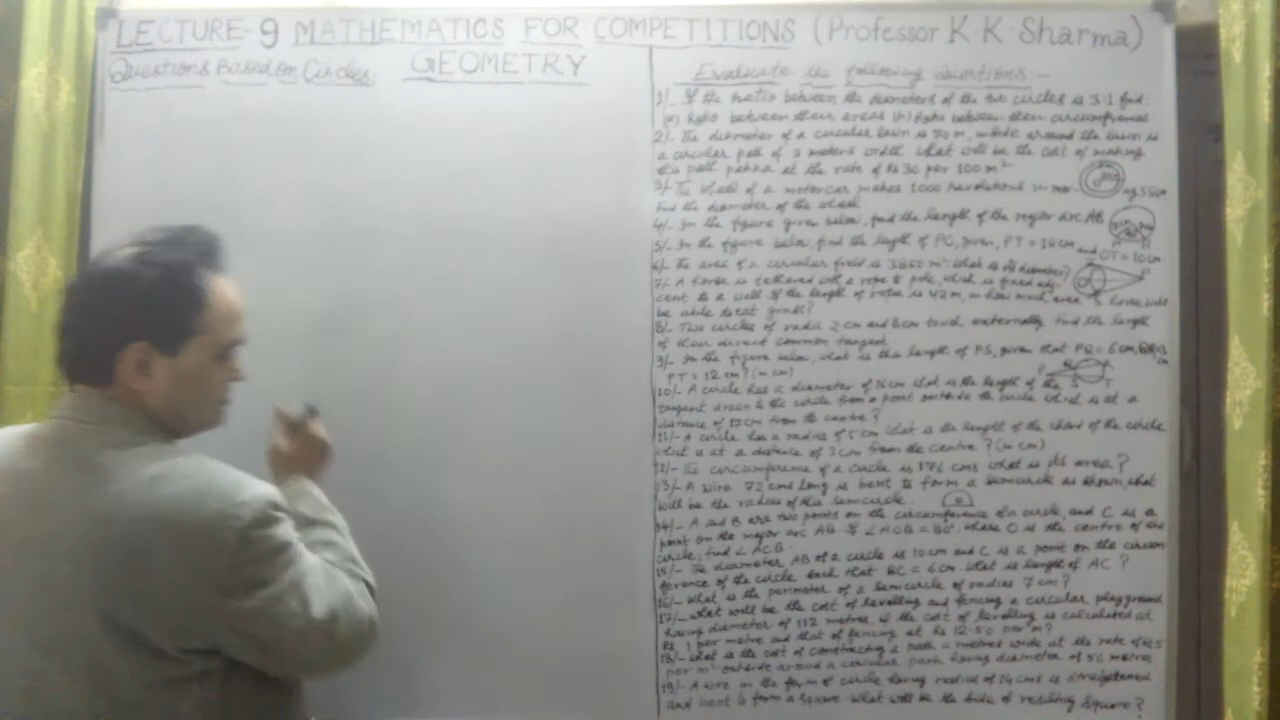 LECTURE-9 MATHEMATICS FOR COMPETITIONS (Professor K.K. Sharma)
Questions Based on Circles:
GEOMETRY
Evaluate the following Questions:-
1/- If the ratio between the diameters of the two circles is 3:1 find.
(a) Ratio between their areas (b) Ratio between their circumferences
2/- The diameter of a circular basin is 70 m, outside around the basin is
a circular path of 3 meters width What will be the cost of making
this path pakka at the rate of Rs 30 per 100 m²
3/- The wheel of a motorcar makes 1000 revolutions in
Find the diameter of the wheel
4/- In the figure given below, find the length of the major arc AB
5/- In the figure below, find the length of PC, given, PT = cm and OT = 10 cm.
6/- The area of a circular field is 3850 m² What is its diameter?
7/- A horse is tethered with a rope to pole, which is fixed adja-
cent to a wall If the length of rope is 42 m, in how much area horse will
be able to eat grass?
8/- Two circles of radii 2 cm and 8 cm touch externally Find the length
of their direct common tangent
9/- In the figure below, what is the length of PS, given that PQ = 6 cm,
PT = 12 cm? (in cm)
10/- A circle has a diameter of 16 cm What is the length of the
tangent drawn to the circle from a point outside the circle which is at a
distance of cm from the centre?
11/- A circle has a radius of 5 cm What is the length of the chord of the circle
which is at a distance of 3 cm from the centre? (in cm)
12/- The circumference of a circle is 176 cms What is its area?
13/- A wire 72 cms long is bent to form a semicircle as shown, what
will be the radius of this semicircle.
14/- A and B are two points on the circumference of a circle and C is a
point on the major arc AB If ∠AOB = 80°. Where O is the centre of the
circle, find ∠ACB.
15/- The diameter AB of a circle is 10 cm and C is a point on the circum
ference of the circle such that BC = 6 cm. What is length of AC?
16/- What is the perimeter of a semicircle of radius 7 cm?
17/- What will be the cost of levelling and fencing a circular playground
having diameter of 112 metres, if the cost of levelling is calculated at
Rs 1 per metre and that of fencing at Rs 12.50 per m?
18/- What is the cost of constructing a path a metres wide at the rate of Rs 5
per m² outside around a circular park having diameter of 56 metres
19/- A wire in the form of circle having radius of 14 cms is straightened
and bent to form a square What will be the side of resulting square?